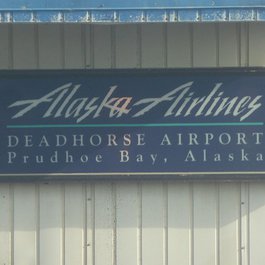 Alaska Airlines
DEADHORSE AIRPORT
Prudhoe Bay, Alaska